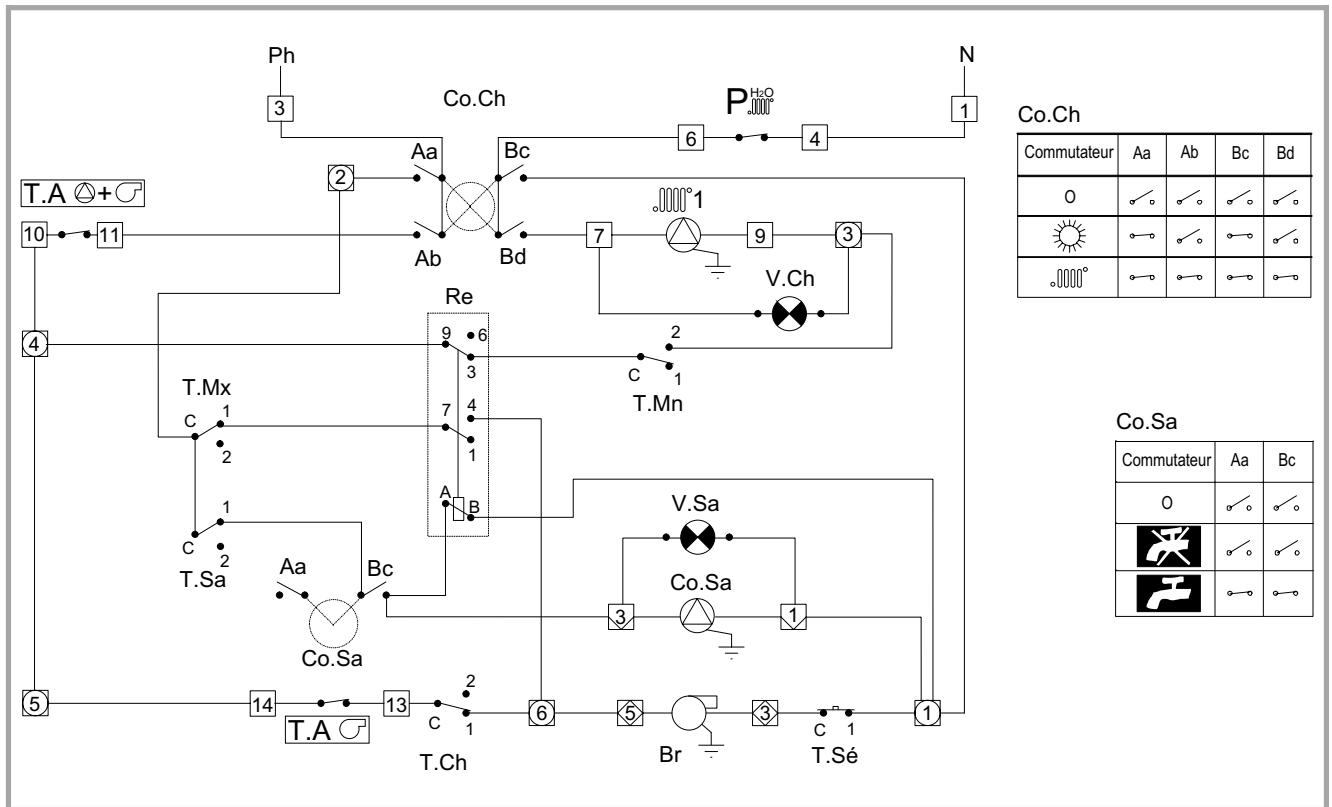 Ph
N
Co.Ch
3
P H₂O
1
6
4
Co.Ch
Commutateur Aa Ab Bc Bd
O
Aa
Bc
2
T.A +
1
10
11
7
9
3
Ab
Bd
V.Ch
Re
9
6
3
2
C
1
T.Mn
4
T.Mx
C
1
2
7
4
1
Co.Sa
Commutateur Aa Bc
O
A
B
V.Sa
1
C
2
T.Sa
Aa
Bc
Co.Sa
3
1
Co.Sa
5
14
13
2
C
1
6
5
3
C
1
1
T.A
T.Ch
Br
T.Sé